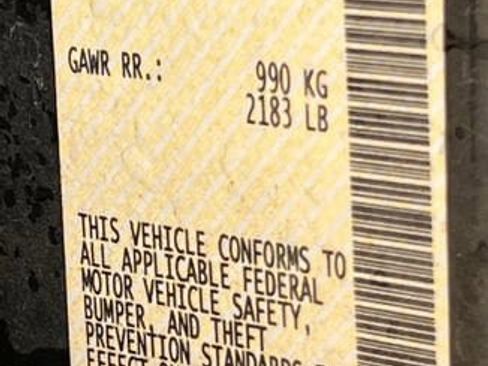 GAWR RR.:
990 KG
2183 LB
THIS VEHICLE CONFORMS TO
ALL APPLICABLE FEDERAL
MOTOR VEHICLE SAFETY,
BUMPER, AND THEFT
PREVENTION STANDARDS
EFFECT